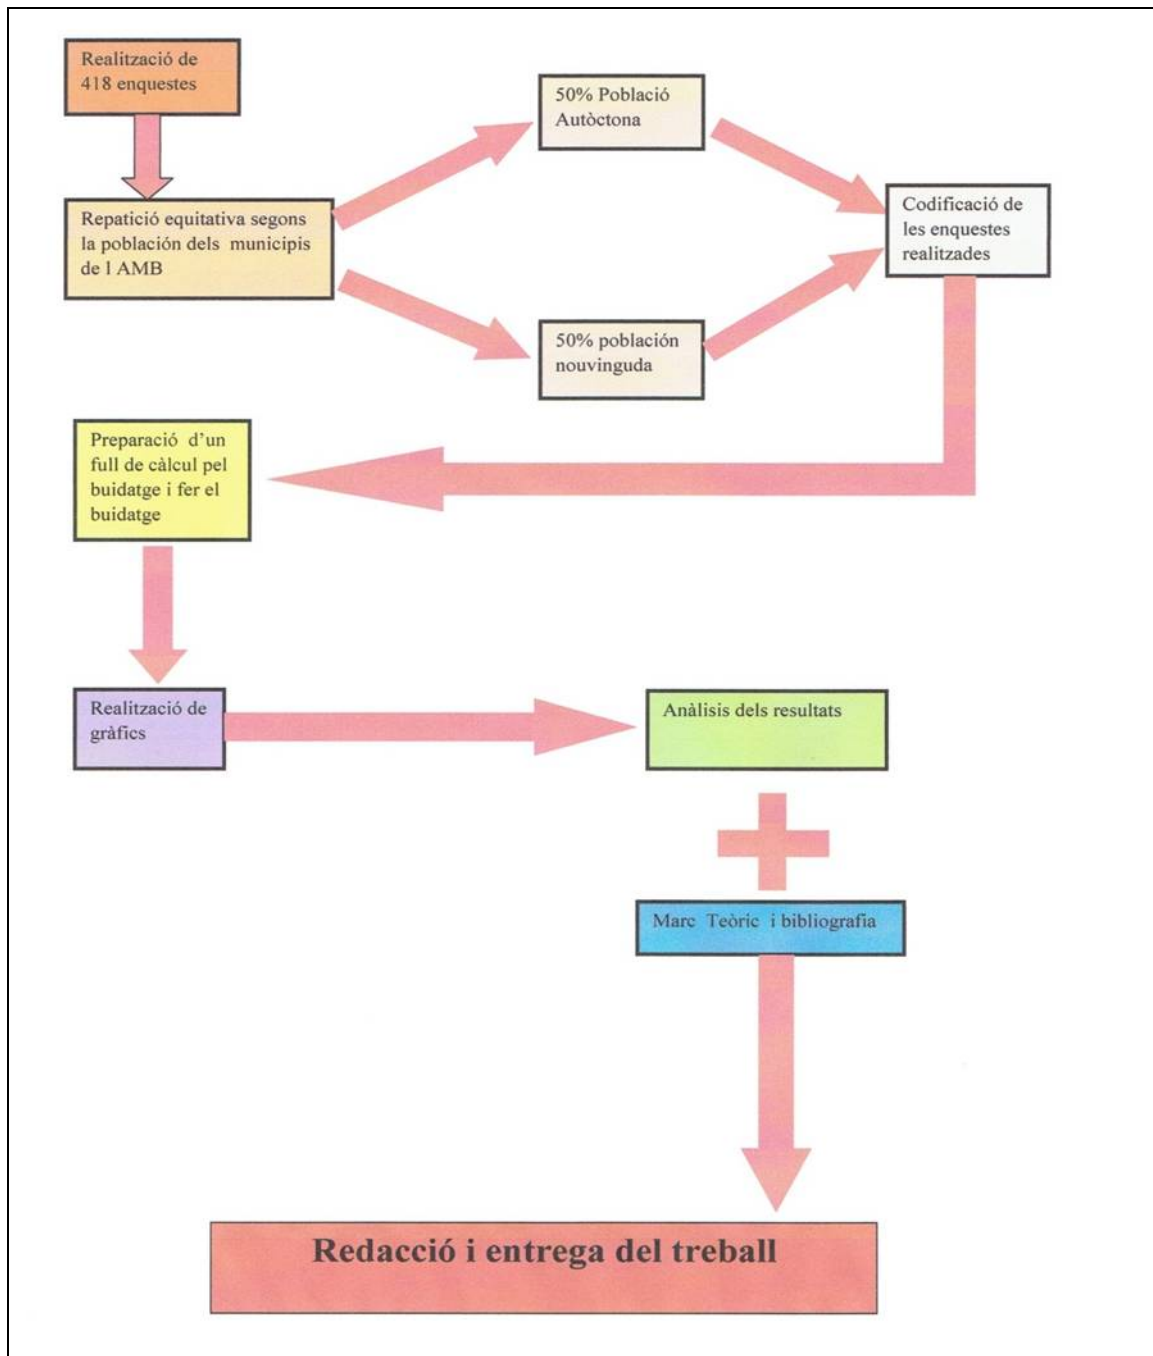 Realització de
418 enquestes
50% Població
Autòctona
Repatició equitativa segons
la población dels municipis
de l AMB
Codificació de
les enquestes
realitzades
50% población
nouvinguda
Preparació d’un
full de càlcul pel
buidatge i fer el
buidatge
Realització de
gràfics
Anàlisis dels resultats
Marc Teòric i bibliografia
Redacció i entrega del treball